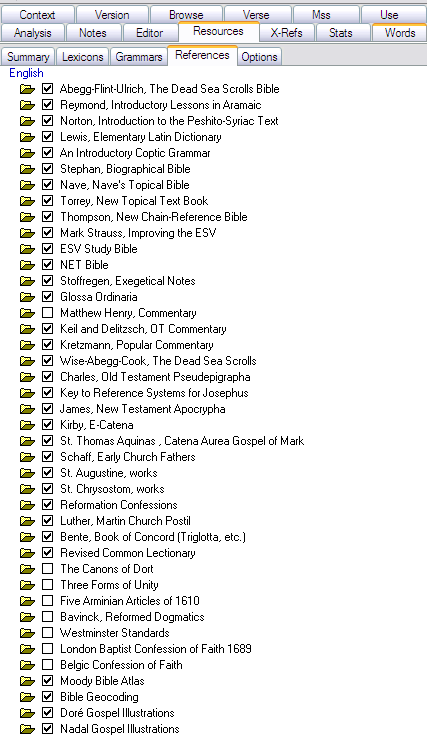 Context Version Browse Verse Mss Use
Analysis Notes Editor Resources X-Refs Stats Words
Summary Lexicons Grammars References Options
English
Abegg-Flint-Ulrich, The Dead Sea Scrolls Bible
Reymond, Introductory Lessons in Aramaic
Norton, Introduction to the Peshito-Syriac Text
Lewis, Elementary Latin Dictionary
An Introductory Coptic Grammar
Stephan, Biographical Bible
Nave, Nave's Topical Bible
Torrey, New Topical Text Book
Thompson, New Chain-Reference Bible
Mark Strauss, Improving the ESV
ESV Study Bible
NET Bible
Stoffregen, Exegetical Notes
Glossa Ordinaria
Matthew Henry, Commentary
Keil and Delitzsch, OT Commentary
Kretzmann, Popular Commentary
Wise-Abegg-Cook, The Dead Sea Scrolls
Charles, Old Testament Pseudepigrapha
Key to Reference Systems for Josephus
James, New Testament Apocrypha
Kirby, E-Catena
St. Thomas Aquinas , Catena Aurea Gospel of Mark
Schaff, Early Church Fathers
St. Augustine, works
St. Chrysostom, works
Reformation Confessions
Luther, Martin Church Postil
Bente, Book of Concord (Triglotta, etc.)
Revised Common Lectionary
The Canons of Dort
Three Forms of Unity
Five Arminian Articles of 1610
Bavinck, Reformed Dogmatics
Westminster Standards
London Baptist Confession of Faith 1689
Belgic Confession of Faith
Moody Bible Atlas
Bible Geocoding
Doré Gospel Illustrations
Nadal Gospel Illustrations